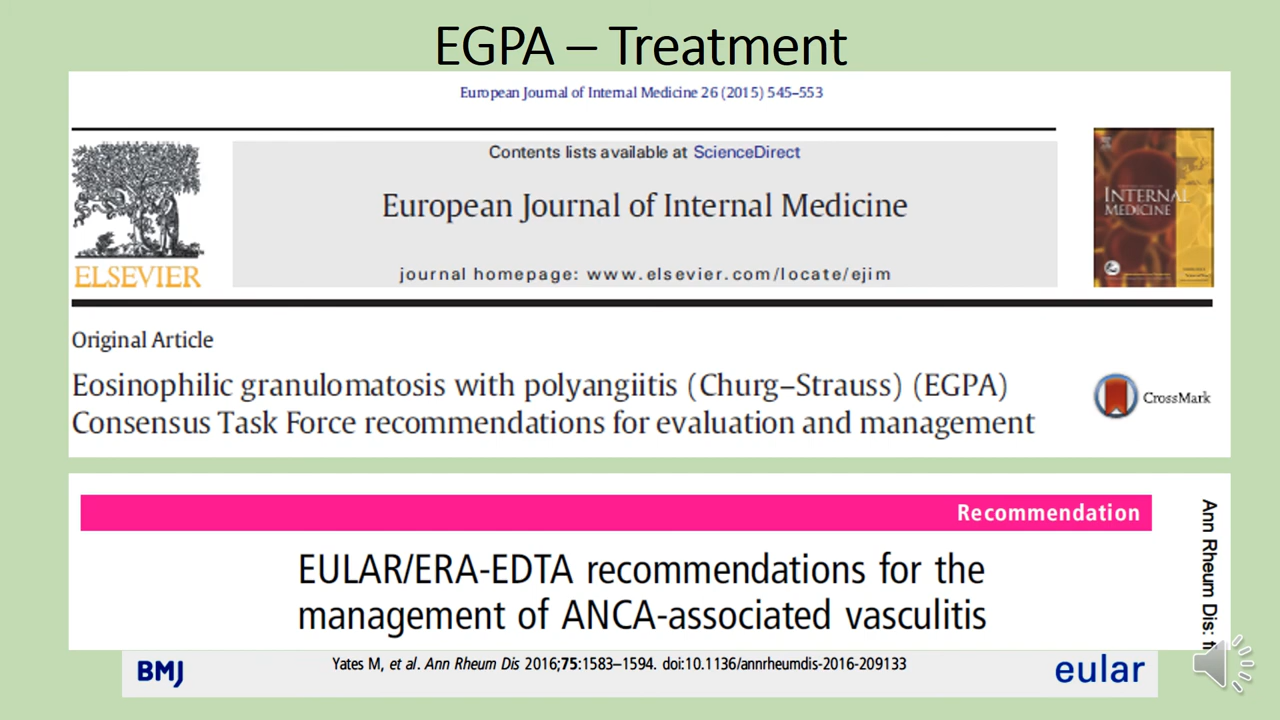 EGPA – Treatment
European Journal of Internal Medicine 26 (2015) 545–553
Contents lists available at ScienceDirect
European Journal of Internal Medicine
journal homepage: www.elsevier.com/locate/ejim
ELSEVIER
INTERNAL
MEDICINE
Original Article
Eosinophilic granulomatosis with polyangiitis (Churg–Strauss) (EGPA)
Consensus Task Force recommendations for evaluation and management
CrossMark
Recommendation
EULAR/ERA-EDTA recommendations for the
management of ANCA-associated vasculitis
Ann Rheum Dis:
BMJ
Yates M, et al. Ann Rheum Dis 2016;75:1583–1594. doi:10.1136/annrheumdis-2016-209133
eular